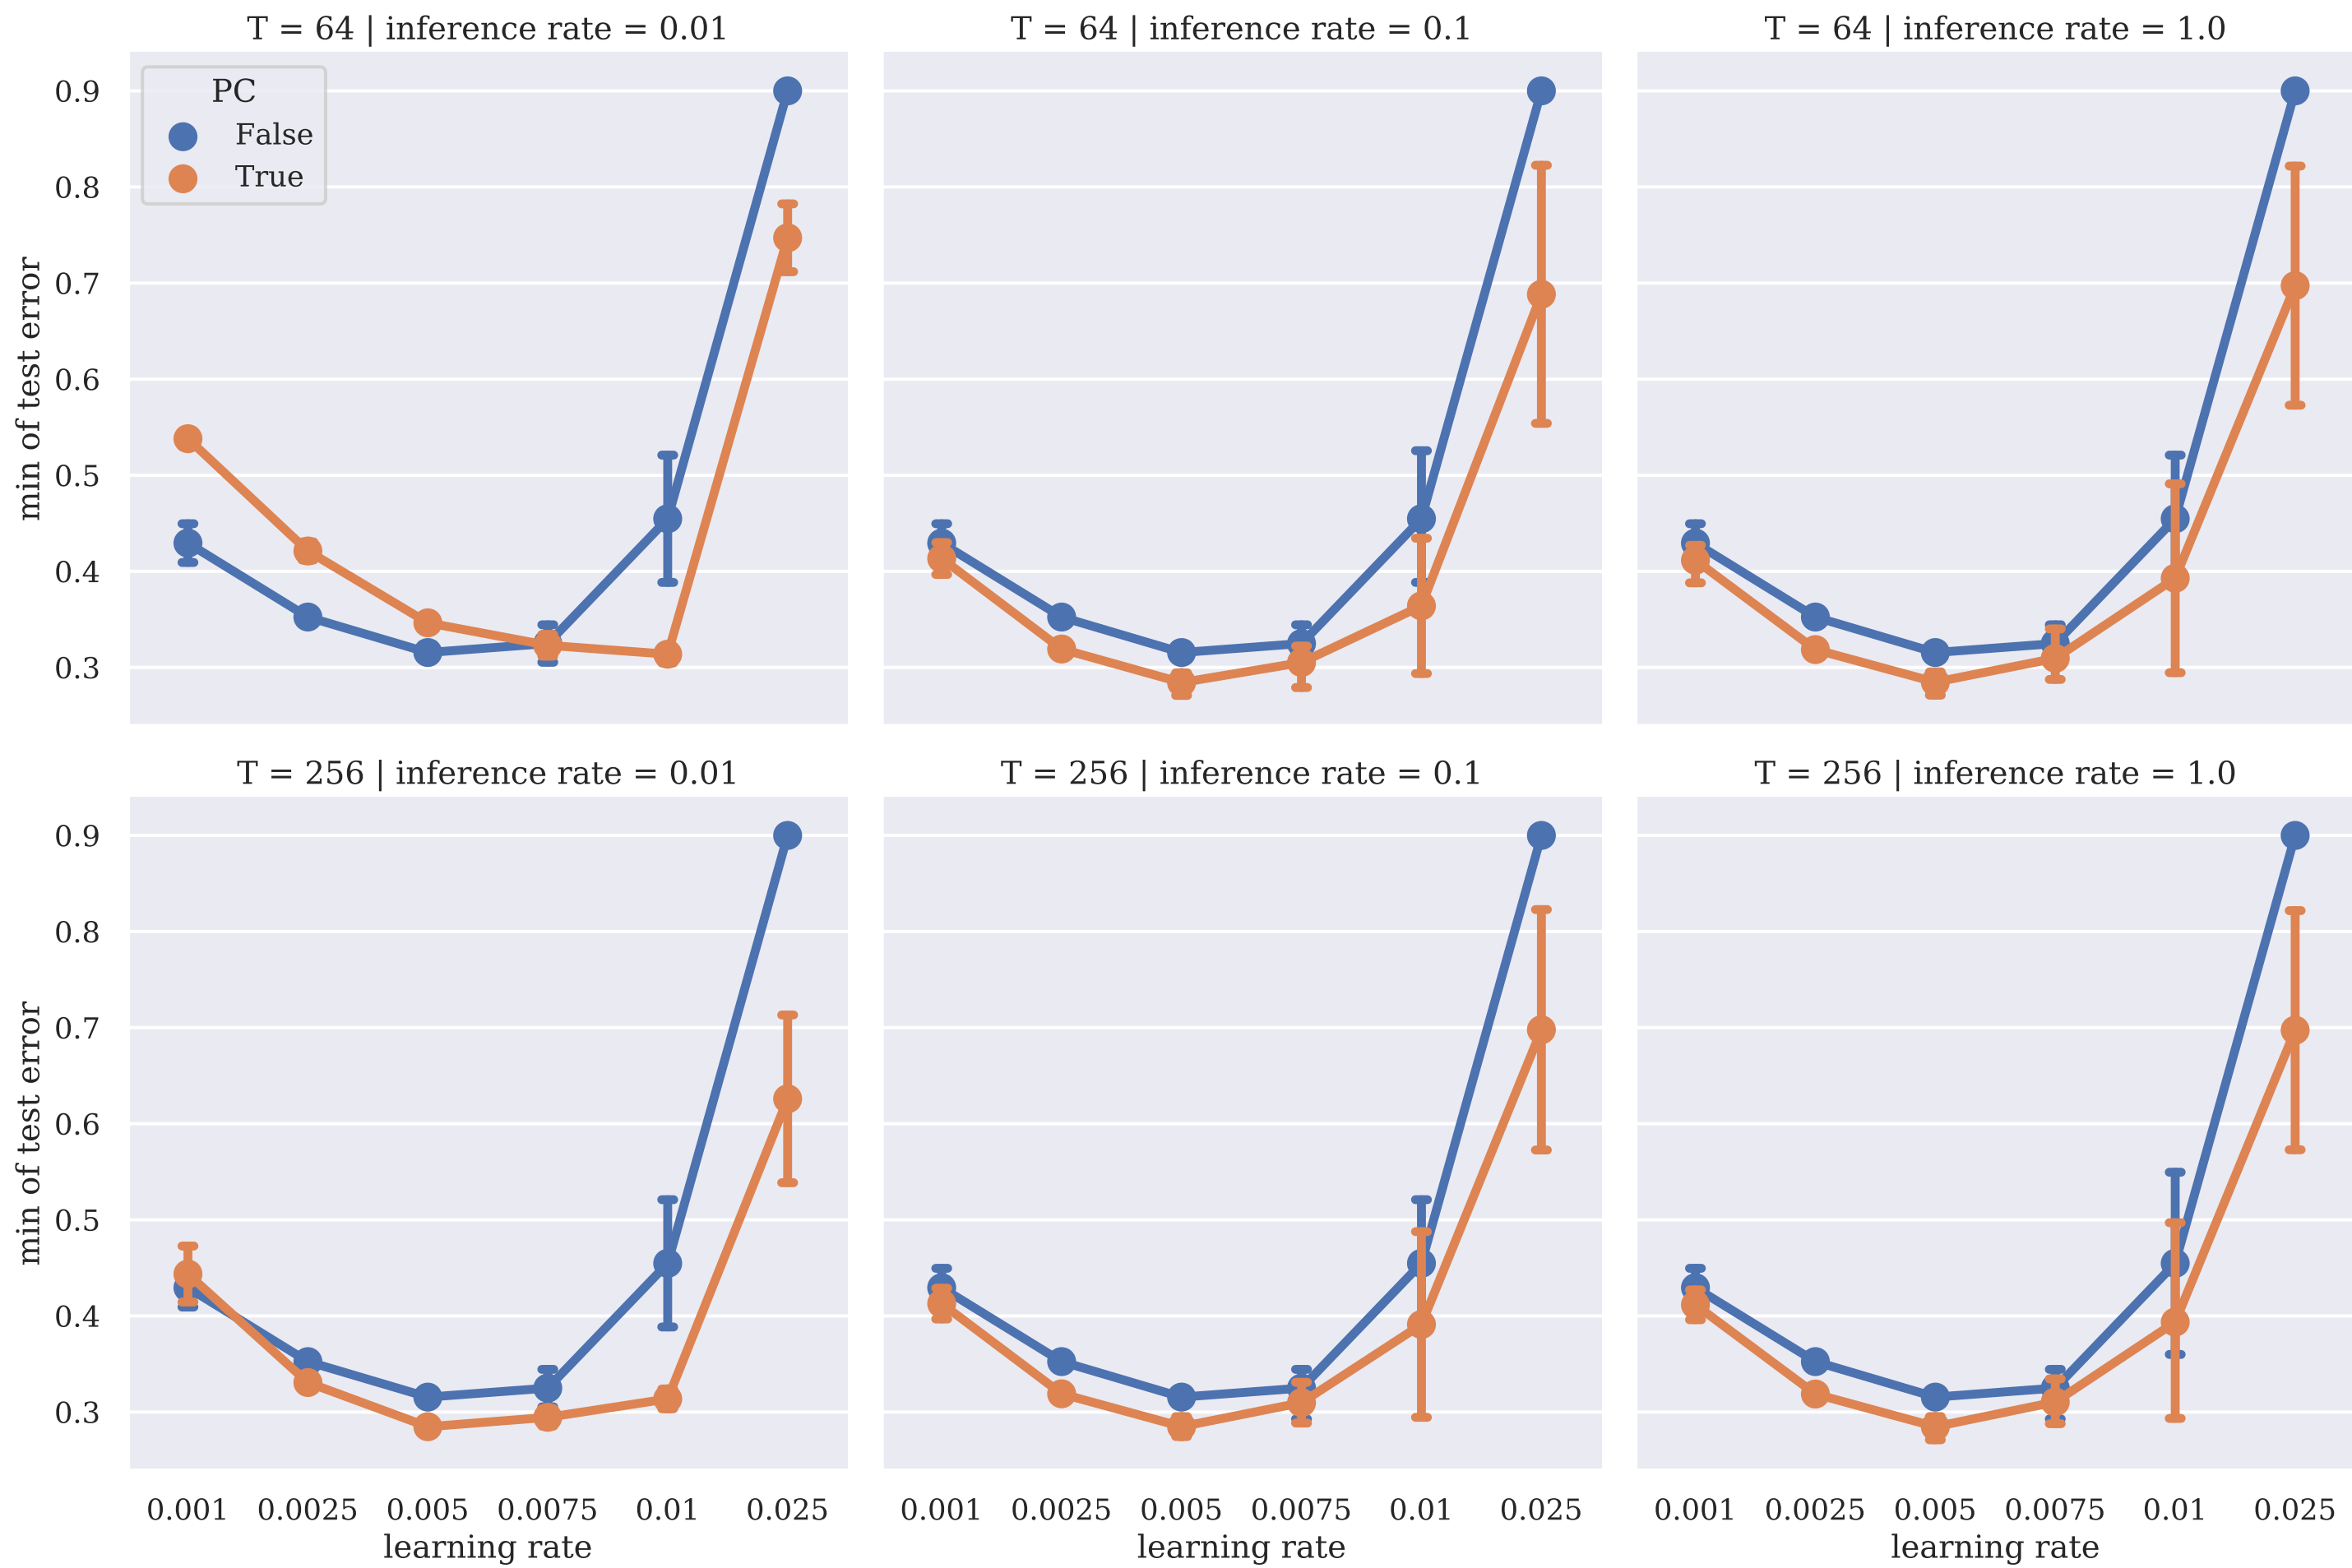 T = 64 | inference rate = 0.01
T = 64 | inference rate = 0.1
T = 64 | inference rate = 1.0
PC
False
True
min of test error
0.9
0.8
0.7
0.6
0.5
0.4
0.3
T = 256 | inference rate = 0.01
T = 256 | inference rate = 0.1
T = 256 | inference rate = 1.0
min of test error
0.9
0.8
0.7
0.6
0.5
0.4
0.3
0.001 0.0025 0.005 0.0075 0.01 0.025
learning rate
0.001 0.0025 0.005 0.0075 0.01 0.025
learning rate
0.001 0.0025 0.005 0.0075 0.01 0.025
learning rate